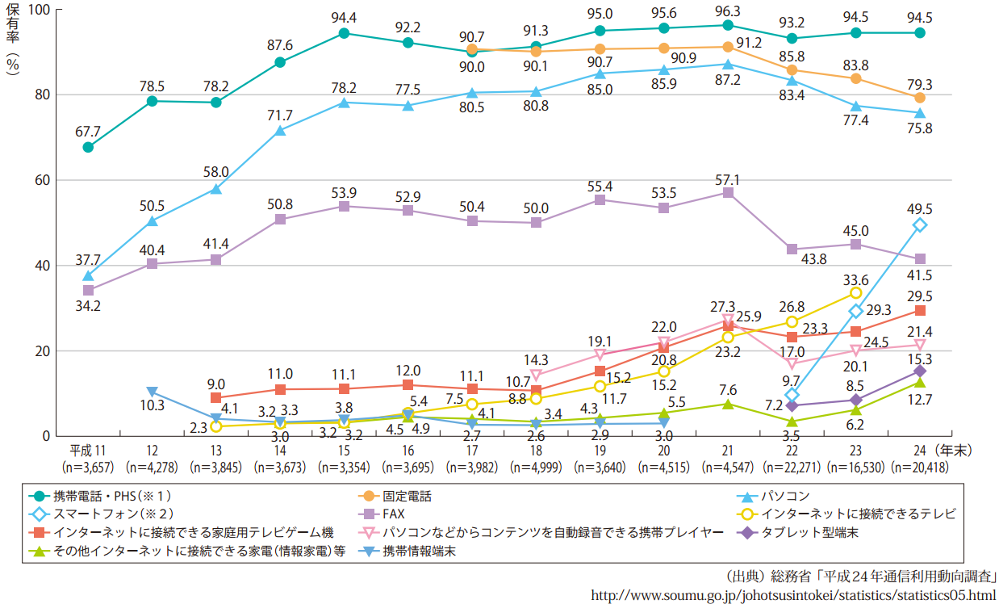 保有率（%）
100
80
60
40
20
0
67.7 78.5 78.2 87.6 94.4 92.2 90.0 91.3 95.0 95.6 96.3 93.2 94.5 94.5
90.7 90.1 90.7 90.9 91.2 85.8 83.8 79.3
37.7 50.5 58.0 71.7 78.2 77.5 80.5 80.8 85.0 85.9 87.2 83.4 77.4 75.8
34.2 40.4 41.4 50.8 53.9 52.9 50.4 50.0 55.4 53.5 57.1 43.8 45.0 41.5
9.7 29.3 49.5
2.3 3.0 3.2 5.4 7.5 8.8 11.7 15.2 23.2 26.8 33.6
9.0 11.0 11.1 12.0 11.1 10.7 15.2 20.8 25.9 23.3 24.5 29.5
14.3 19.1 22.0 27.3 17.0 20.1 21.4
7.2 8.5 15.3
3.2 3.2 4.5 4.1 3.4 4.3 5.5 7.6 3.5 6.2 12.7
10.3 4.1 3.3 3.8 4.9 2.7 2.6 2.9 3.0
平成 11 12 13 14 15 16 17 18 19 20 21 22 23 24 （年末）
（n＝3,657） （n＝4,278） （n＝3,845） （n＝3,673） （n＝3,354） （n＝3,695） （n＝3,982） （n＝4,999） （n＝3,640） （n＝4,515） （n＝4,547） （n＝22,271） （n＝16,530） （n＝20,418）
携帯電話・PHS（※１） 固定電話 パソコン
スマートフォン（※２） FAX インターネットに接続できるテレビ
インターネットに接続できる家庭用テレビゲーム機 パソコンなどからコンテンツを自動録音できる携帯プレイヤー タブレット型端末
その他インターネットに接続できる家電（情報家電）等 携帯情報端末
（出典）総務省「平成24年通信利用動向調査」
http://www.soumu.go.jp/johotsusintokei/statistics/statistics05.html